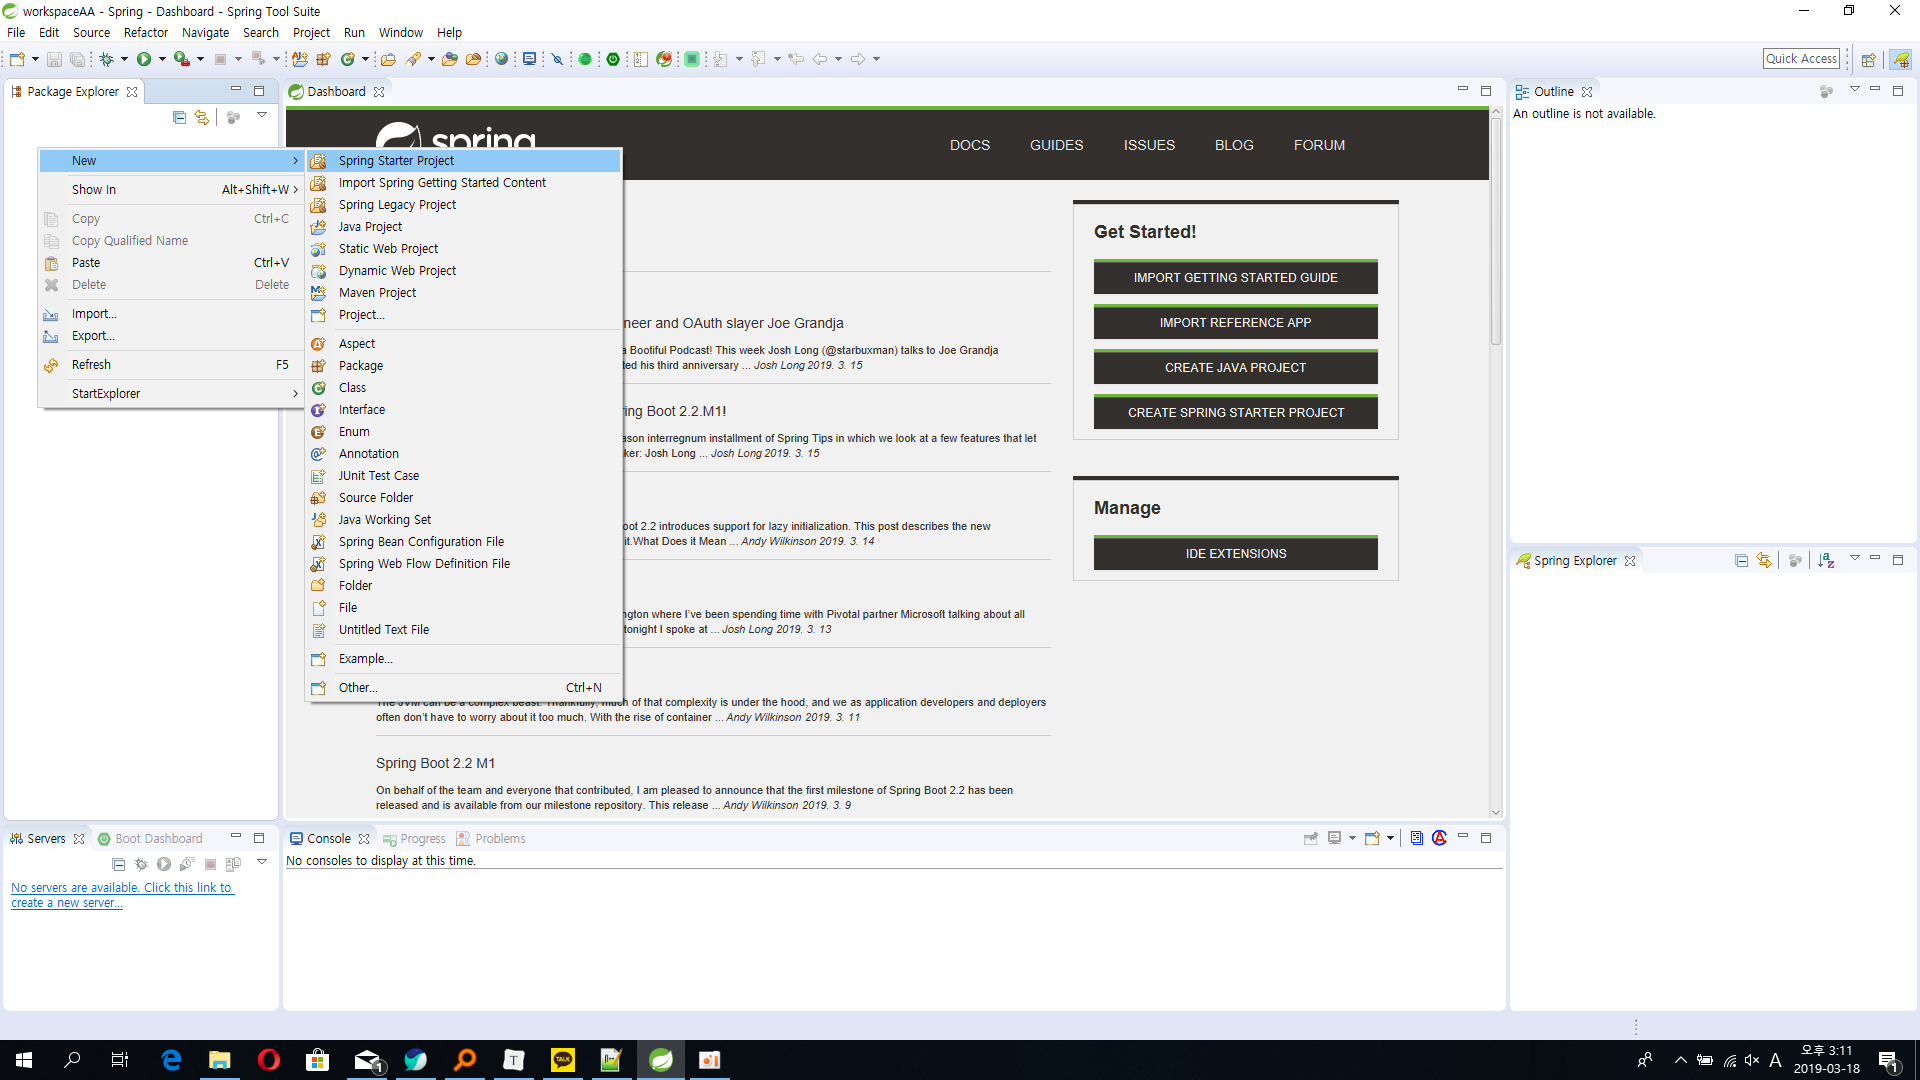 workspaceAA - Spring - Dashboard - Spring Tool Suite
File Edit Source Refactor Navigate Search Project Run Window Help
Quick Access
Package Explorer
Dashboard
Outline
An outline is not available.
spring
DOCS GUIDES ISSUES BLOG FORUM
New
Show In Alt+Shift+W
Copy Ctrl+C
Copy Qualified Name
Paste Ctrl+V
Delete Delete
Import...
Export...
Refresh F5
StartExplorer
Spring Starter Project
Import Spring Getting Started Content
Spring Legacy Project
Java Project
Static Web Project
Dynamic Web Project
Maven Project
Project...
Aspect
Package
Class
Interface
Enum
Annotation
JUnit Test Case
Source Folder
Java Working Set
Spring Bean Configuration File
Spring Web Flow Definition File
Folder
File
Untitled Text File
Example...
Other... Ctrl+N
neer and OAuth slayer Joe Grandja
a Bootiful Podcast! This week Josh Long (@starbuxman) talks to Joe Grandja
ted his third anniversary ... Josh Long 2019. 3. 15
ring Boot 2.2.M1!
ason interregnum installment of Spring Tips in which we look at a few features that let
ker: Josh Long ... Josh Long 2019. 3. 15
oot 2.2 introduces support for lazy initialization. This post describes the new
it.What Does it Mean ... Andy Wilkinson 2019. 3. 14
ngton where I've been spending time with Pivotal partner Microsoft talking about all
tonight I spoke at ... Josh Long 2019. 3. 13
The JVM can be a complex beast. Thankfully, much of that complexity is under the hood, and we as application developers and deployers
often don't have to worry about it too much. With the rise of container ... Andy Wilkinson 2019. 3. 11
Spring Boot 2.2 M1
On behalf of the team and everyone that contributed, I am pleased to announce that the first milestone of Spring Boot 2.2 has been
released and is available from our milestone repository. This release ... Andy Wilkinson 2019. 3. 9
Get Started!
IMPORT GETTING STARTED GUIDE
IMPORT REFERENCE APP
CREATE JAVA PROJECT
CREATE SPRING STARTER PROJECT
Manage
IDE EXTENSIONS
Spring Explorer
Servers
Boot Dashboard
No servers are available. Click this link to
create a new server...
Console Progress Problems
No consoles to display at this time.
TALK
A
오후 3:11
2019-03-18